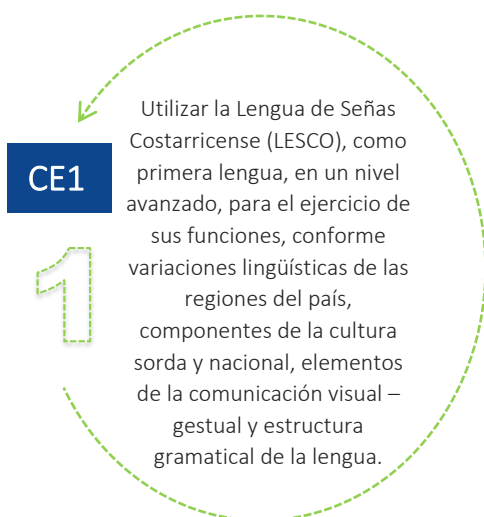 CE1
1
Utilizar la Lengua de Señas
Costarricense (LESCO), como
primera lengua, en un nivel
avanzado, para el ejercicio de
sus funciones, conforme
variaciones lingüísticas de las
regiones del país,
componentes de la cultura
sorda y nacional, elementos
de la comunicación visual –
gestual y estructura
gramatical de la lengua.